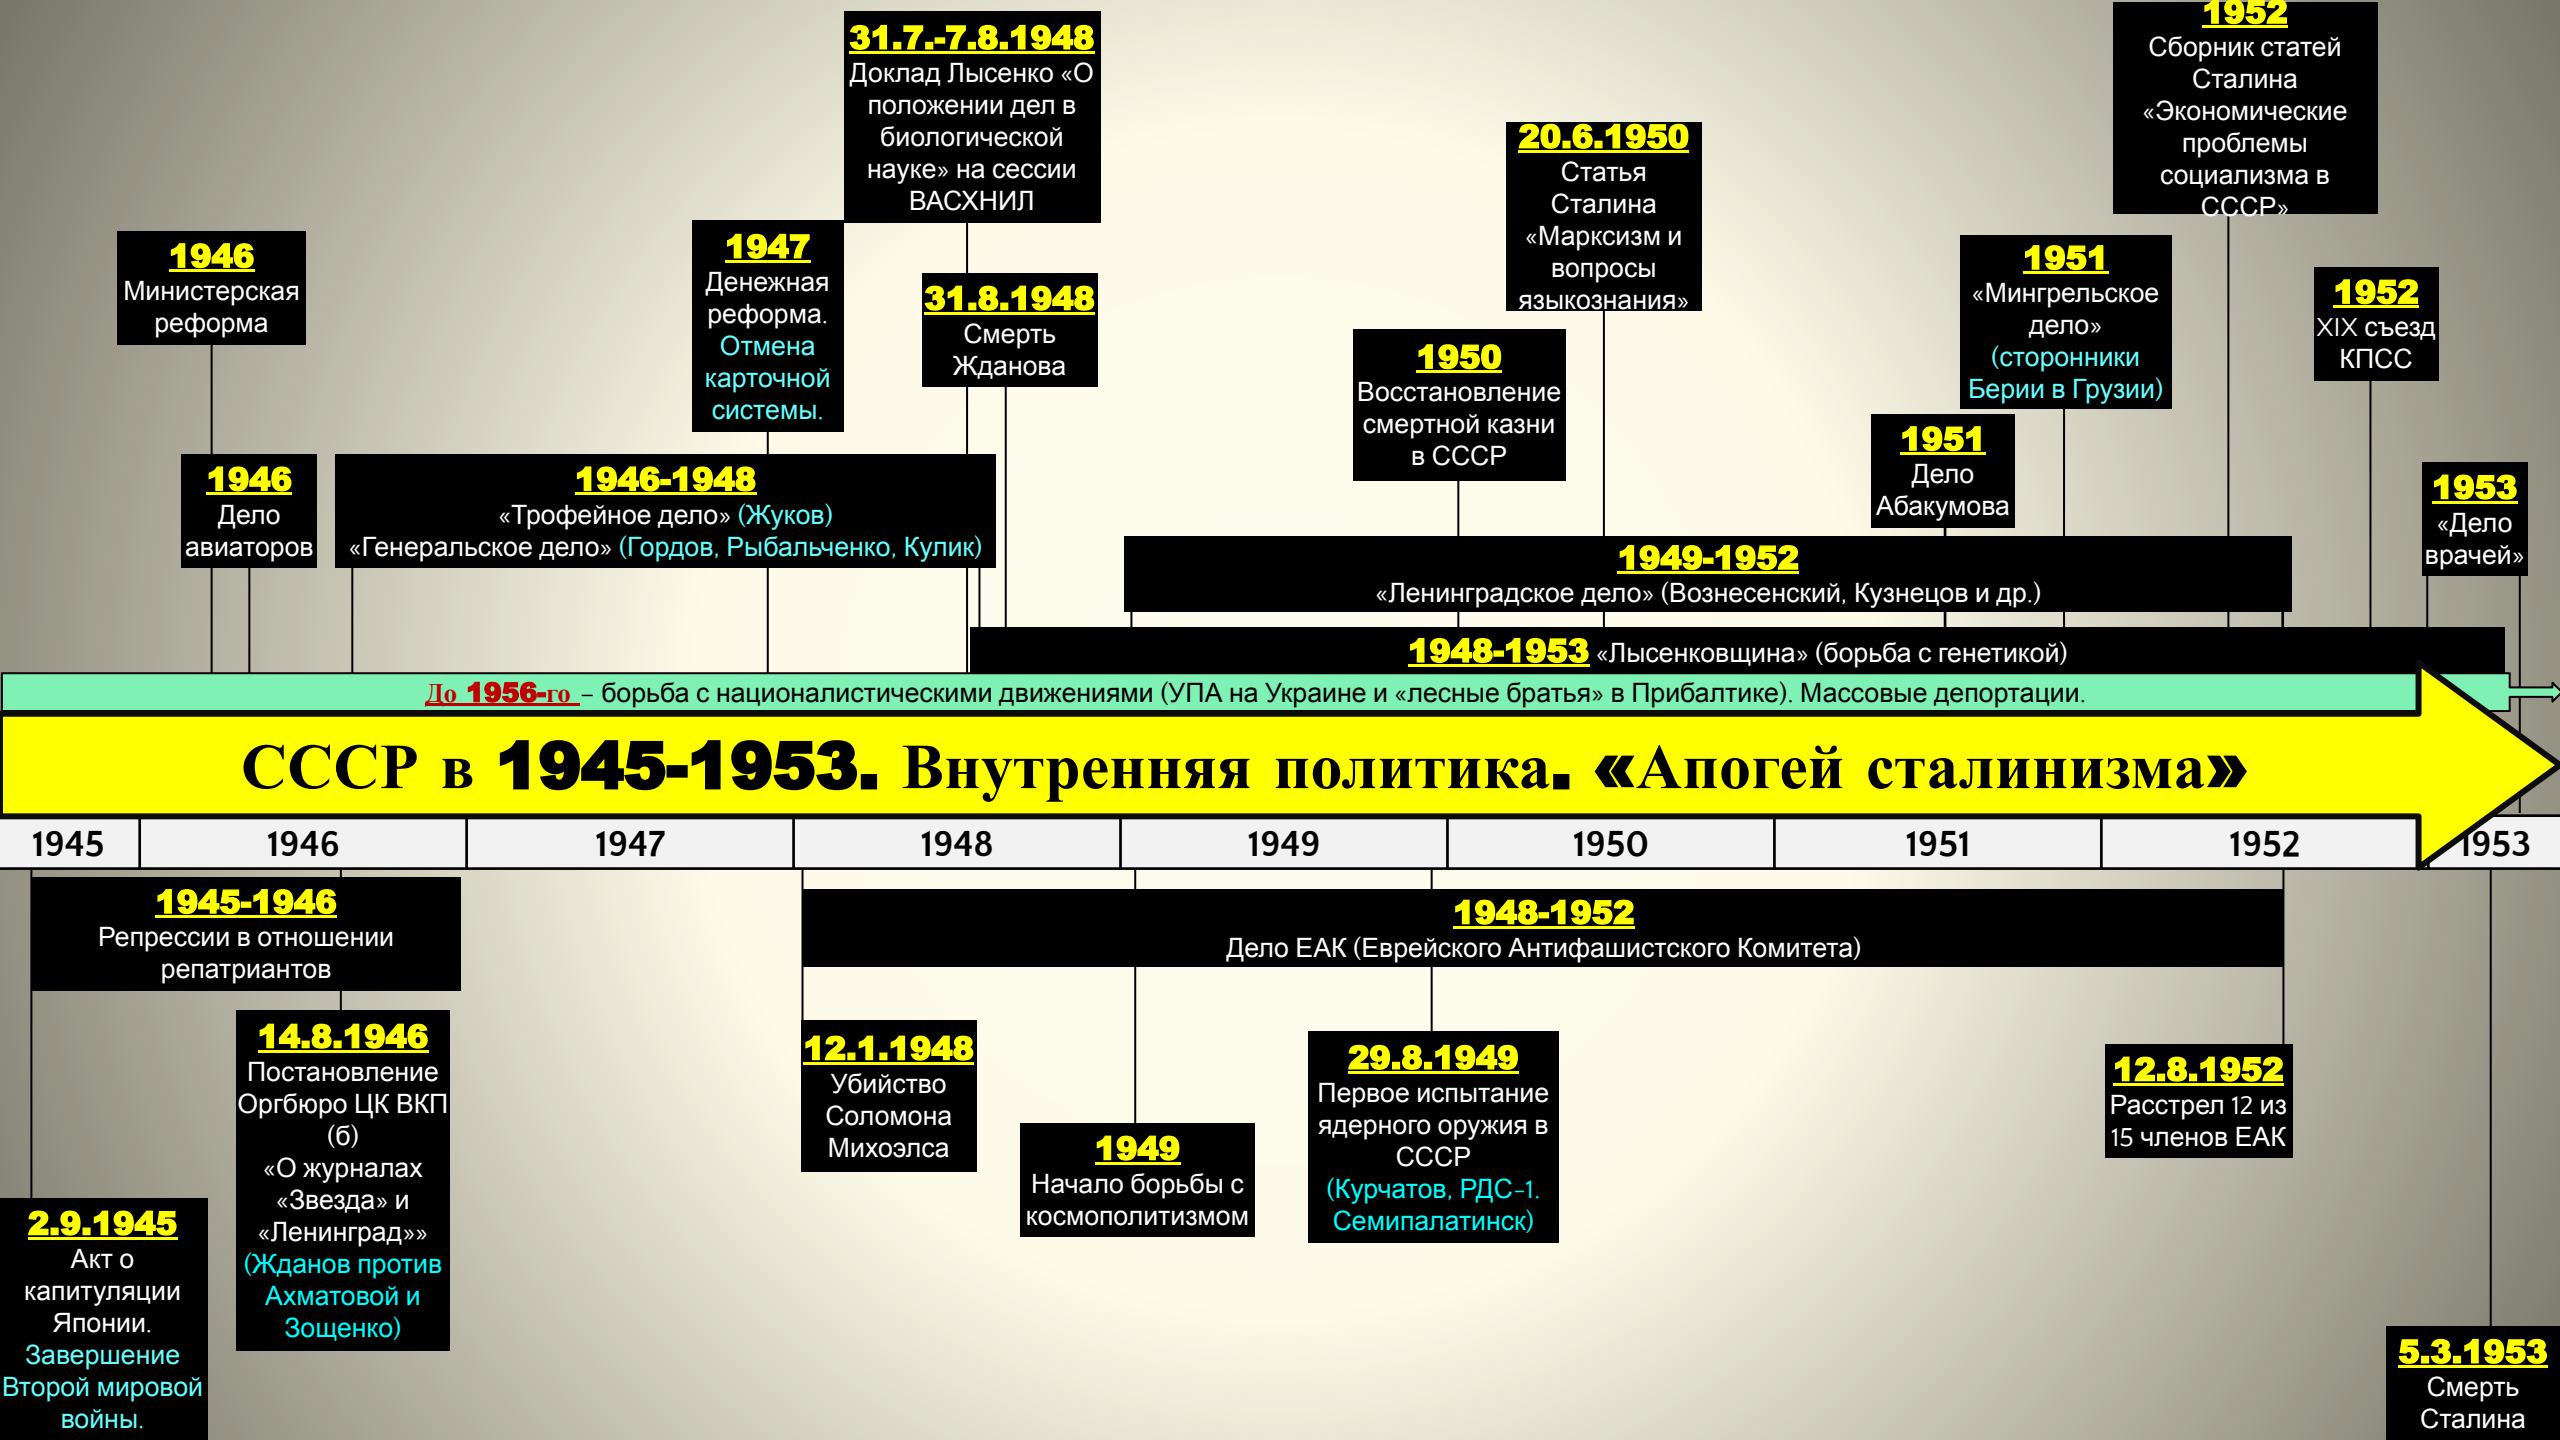 31.7.-7.8.1948
Доклад Лысенко «О
положении дел в
биологической
науке» на сессии
ВАСХНИЛ
1952
Сборник статей
Сталина
«Экономические
проблемы
социализма в
СССР»
20.6.1950
Статья
Сталина
«Марксизм и
вопросы
языкознания»
1946
Министерская
реформа
1947
Денежная
реформа.
Отмена
карточной
системы.
31.8.1948
Смерть
Жданова
1950
Восстановление
смертной казни
в СССР
1951
«Мингрельское
дело»
(сторонники
Берии в Грузии)
1952
XIX съезд
КПСС
1946
Дело
авиаторов
1946-1948
«Трофейное дело» (Жуков)
«Генеральское дело» (Гордов, Рыбальченко, Кулик)
1951
Дело
Абакумова
1953
«Дело
врачей»
1949-1952
«Ленинградское дело» (Вознесенский, Кузнецов и др.)
1948-1953 «Лысенковщина» (борьба с генетикой)
До 1956-го – борьба с националистическими движениями (УПА на Украине и «лесные братья» в Прибалтике). Массовые депортации.
СССР в 1945-1953. Внутренняя политика. «Апогей сталинизма»
1945 1946 1947 1948 1949 1950 1951 1952 1953
1945-1946
Репрессии в отношении
репатриантов
1948-1952
Дело ЕАК (Еврейского Антифашистского Комитета)
14.8.1946
Постановление
Оргбюро ЦК ВКП
(б)
«О журналах
«Звезда» и
«Ленинград»»
(Жданов против
Ахматовой и
Зощенко)
12.1.1948
Убийство
Соломона
Михоэлса
1949
Начало борьбы с
космополитизмом
29.8.1949
Первое испытание
ядерного оружия в
СССР
(Курчатов, РДС-1.
Семипалатинск)
12.8.1952
Расстрел 12 из
15 членов ЕАК
2.9.1945
Акт о
капитуляции
Японии.
Завершение
Второй мировой
войны.
5.3.1953
Смерть
Сталина